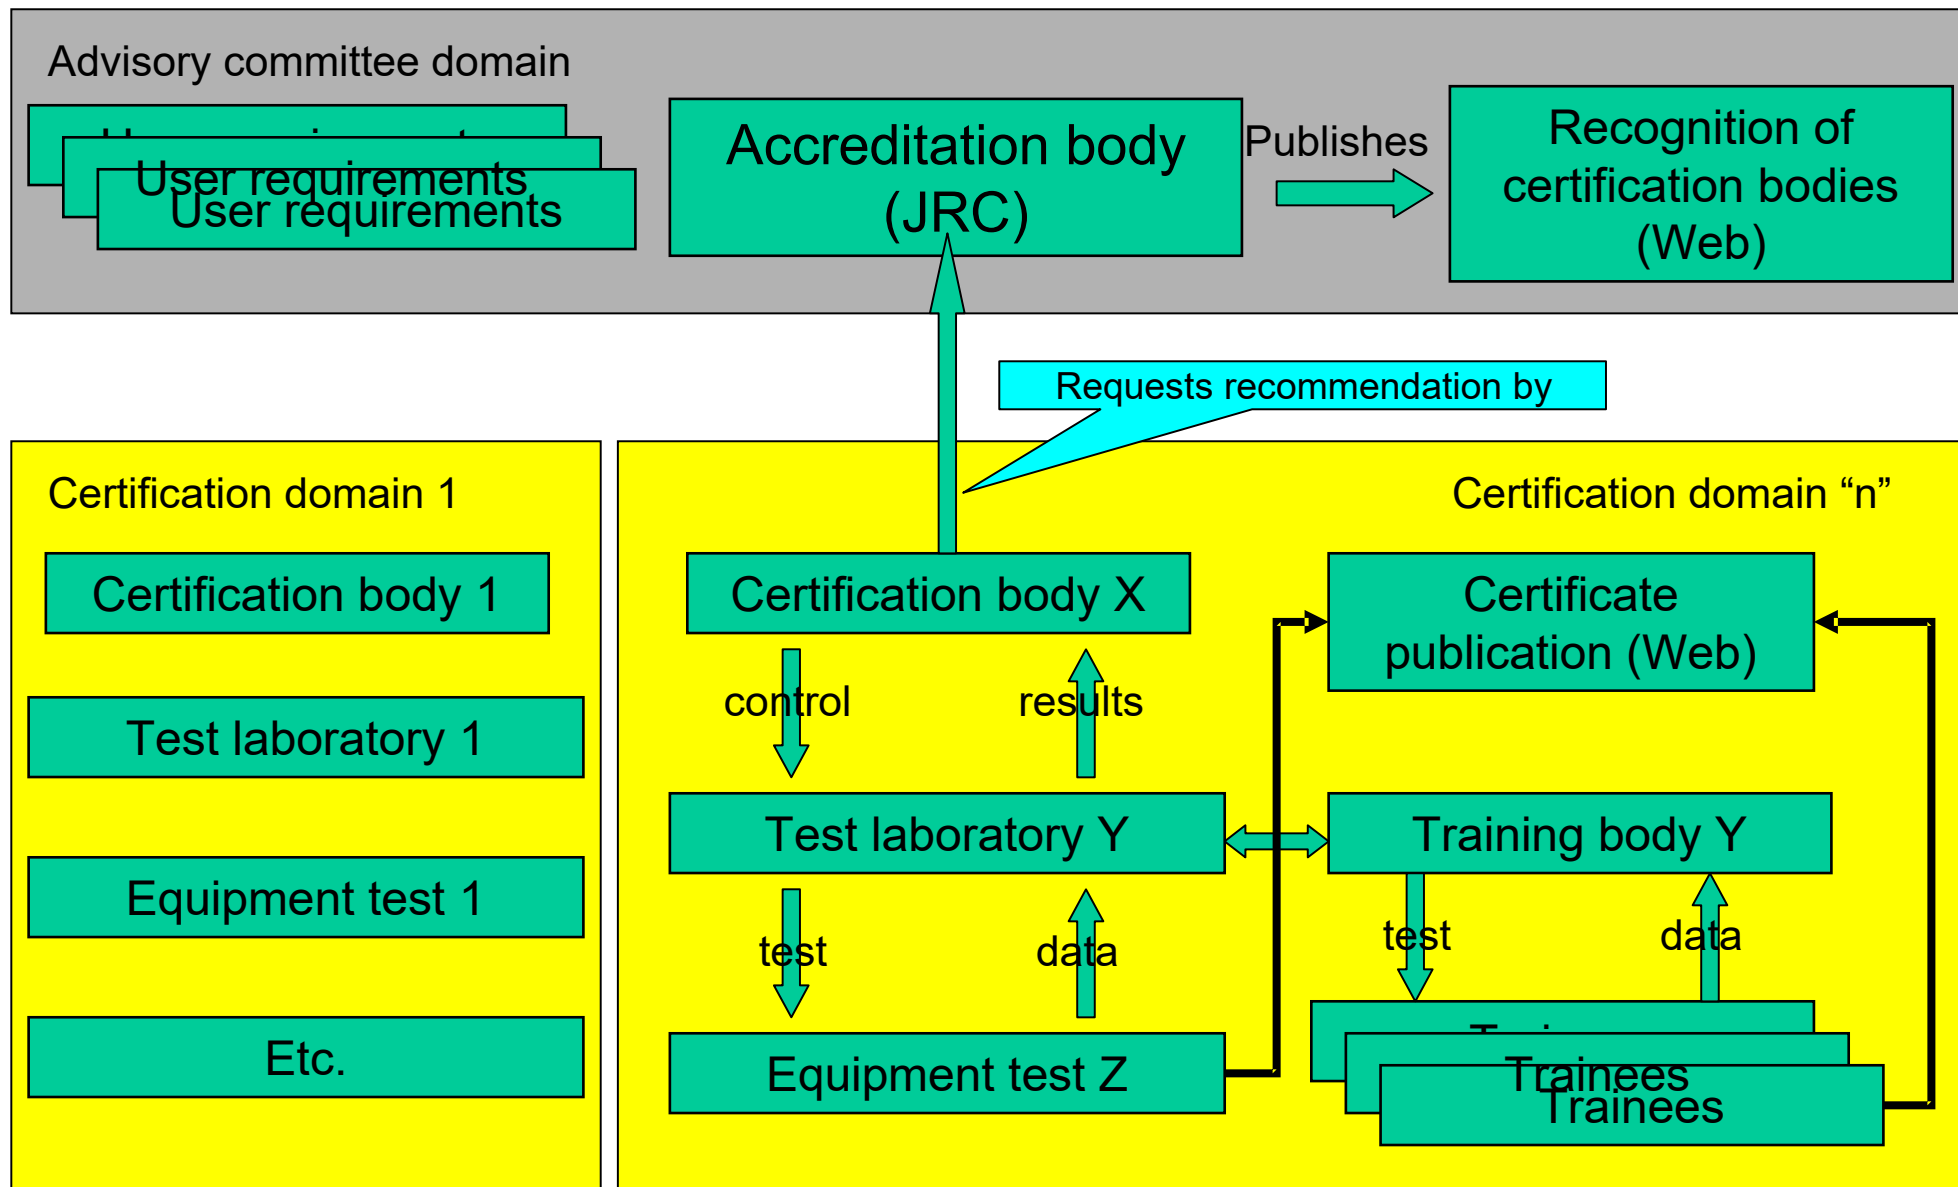 Advisory committee domain
User requirements
User requirements
Accreditation body
(JRC)
Publishes
Recognition of
certification bodies
(Web)
Requests recommendation by
Certification domain 1
Certification body 1
Test laboratory 1
Equipment test 1
Etc.
Certification domain “n”
Certification body X
Certificate
publication (Web)
control
results
Test laboratory Y
Training body Y
test
data
test
data
Equipment test Z
Trainees
Trainees